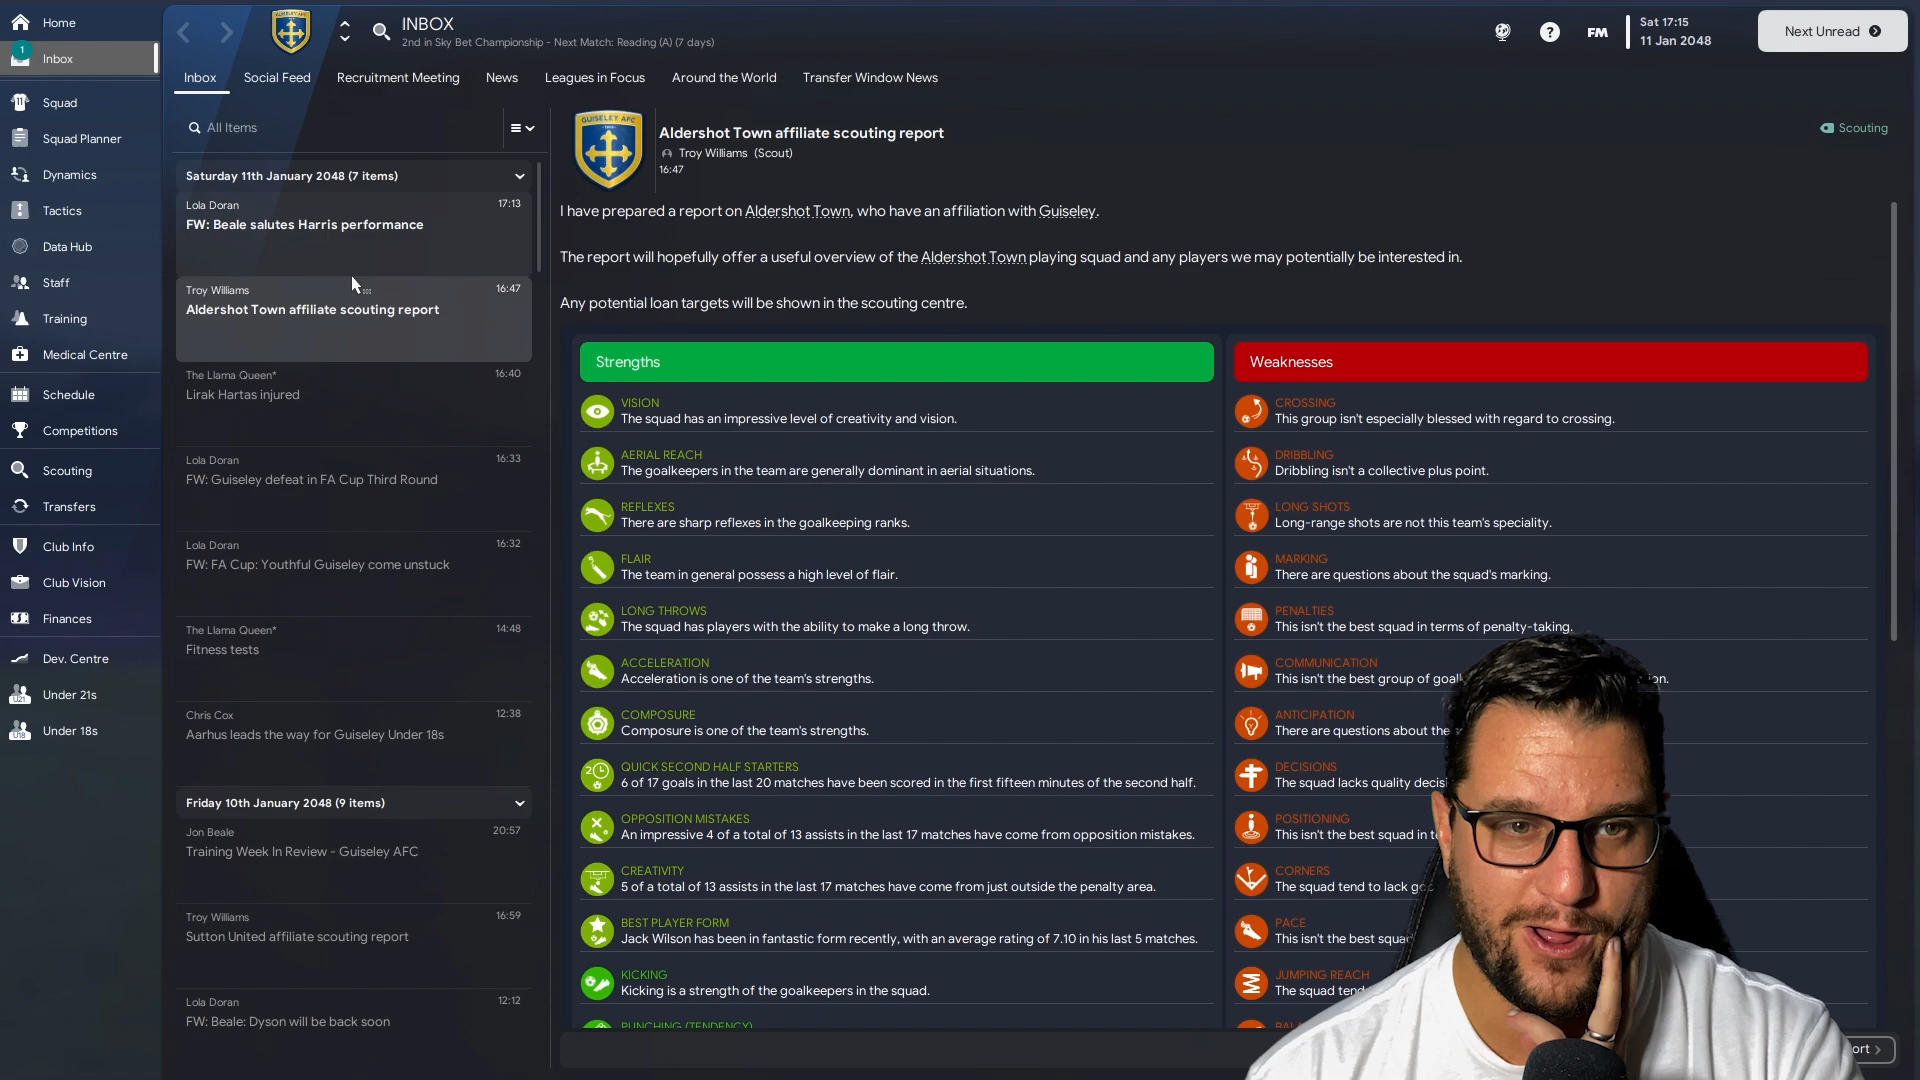 Home
1
Inbox
Squad
Squad Planner
Dynamics
Tactics
Data Hub
Staff
Training
Medical Centre
Schedule
Competitions
Scouting
Transfers
Club Info
Club Vision
Finances
Dev. Centre
Under 21s
Under 18s
INBOX
2nd in Sky Bet Championship - Next Match: Reading (A) (7 days)
FM
Sat 17:15
11 Jan 2048
Next Unread
Inbox
Social Feed
Recruitment Meeting
News
Leagues in Focus
Around the World
Transfer Window News
All Items
Saturday 11th January 2048 (7 items)
Lola Doran 17:13
FW: Beale salutes Harris performance
Troy Williams 16:47
Aldershot Town affiliate scouting report
The Llama Queen* 16:40
Lirak Hartas injured
Lola Doran 16:33
FW: Guiseley defeat in FA Cup Third Round
Lola Doran 16:32
FW: FA Cup: Youthful Guiseley come unstuck
The Llama Queen* 14:48
Fitness tests
Chris Cox 12:38
Aarhus leads the way for Guiseley Under 18s
Friday 10th January 2048 (9 items)
Jon Beale 20:57
Training Week In Review - Guiseley AFC
Troy Williams 16:59
Sutton United affiliate scouting report
Lola Doran 12:12
FW: Beale: Dyson will be back soon
GUISELEY AFC
Aldershot Town affiliate scouting report
Troy Williams (Scout)
16:47
Scouting
I have prepared a report on Aldershot Town, who have an affiliation with Guiseley.
The report will hopefully offer a useful overview of the Aldershot Town playing squad and any players we may potentially be interested in.
Any potential loan targets will be shown in the scouting centre.
Strengths
VISION
The squad has an impressive level of creativity and vision.
AERIAL REACH
The goalkeepers in the team are generally dominant in aerial situations.
REFLEXES
There are sharp reflexes in the goalkeeping ranks.
FLAIR
The team in general possess a high level of flair.
LONG THROWS
The squad has players with the ability to make a long throw.
ACCELERATION
Acceleration is one of the team's strengths.
COMPOSURE
Composure is one of the team's strengths.
QUICK SECOND HALF STARTERS
6 of 17 goals in the last 20 matches have been scored in the first fifteen minutes of the second half.
OPPOSITION MISTAKES
An impressive 4 of a total of 13 assists in the last 17 matches have come from opposition mistakes.
CREATIVITY
5 of a total of 13 assists in the last 17 matches have come from just outside the penalty area.
BEST PLAYER FORM
Jack Wilson has been in fantastic form recently, with an average rating of 7.10 in his last 5 matches.
KICKING
Kicking is a strength of the goalkeepers in the squad.
PUNCHING (TENDENCY)
Weaknesses
CROSSING
This group isn't especially blessed with regard to crossing.
DRIBBLING
Dribbling isn't a collective plus point.
LONG SHOTS
Long-range shots are not this team's speciality.
MARKING
There are questions about the squad's marking.
PENALTIES
This isn't the best squad in terms of penalty-taking.
COMMUNICATION
This isn't the best group of
ANTICIPATION
There are questions about the
DECISIONS
The squad lacks quality
POSITIONING
This isn't the best squad in
CORNERS
The squad tend to lack
PACE
This isn't the best
JUMPING REACH
The squad tend